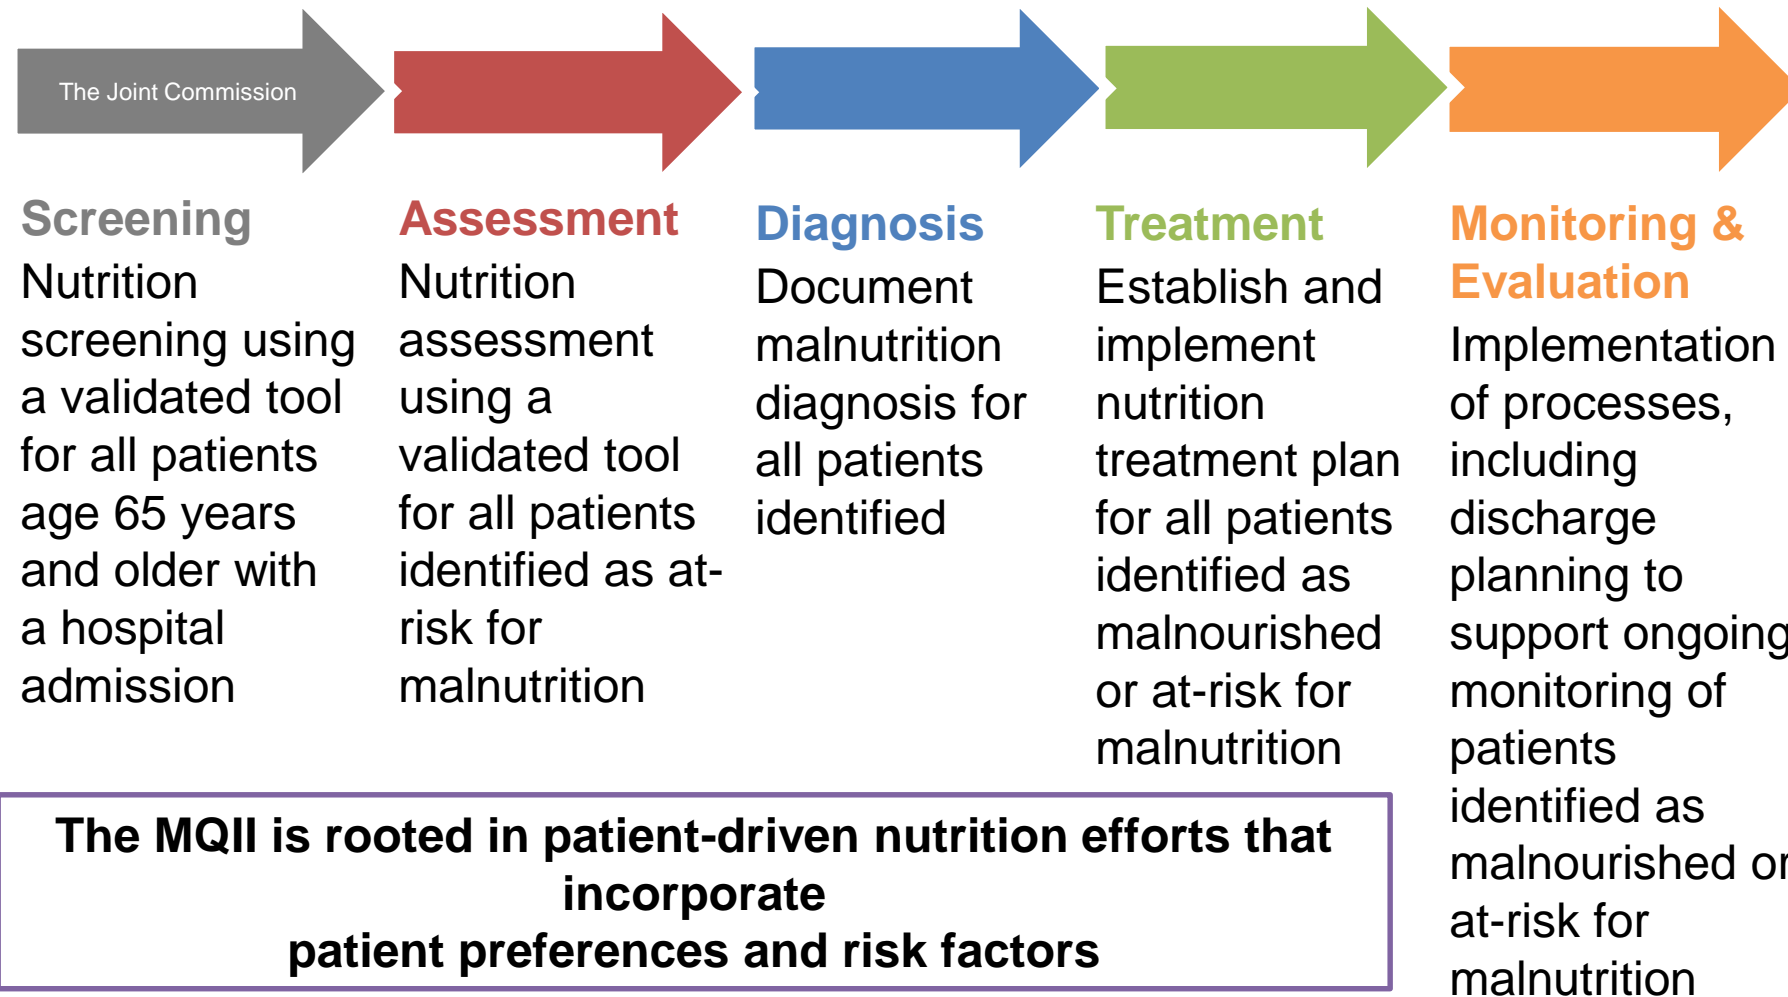 The Joint Commission
Screening
Nutrition
screening using
a validated tool
for all patients
age 65 years
and older with
a hospital
admission
Assessment
Nutrition
assessment
using a
validated tool
for all patients
identified as at-
risk for
malnutrition
Diagnosis
Document
malnutrition
diagnosis for
all patients
identified
Treatment
Establish and
implement
nutrition
treatment plan
for all patients
identified as
malnourished
or at-risk for
malnutrition
Monitoring &
Evaluation
Implementation
of processes,
including
discharge
planning to
support ongoing
monitoring of
patients
identified as
malnourished or
at-risk for
malnutrition
The MQII is rooted in patient-driven nutrition efforts that
incorporate
patient preferences and risk factors